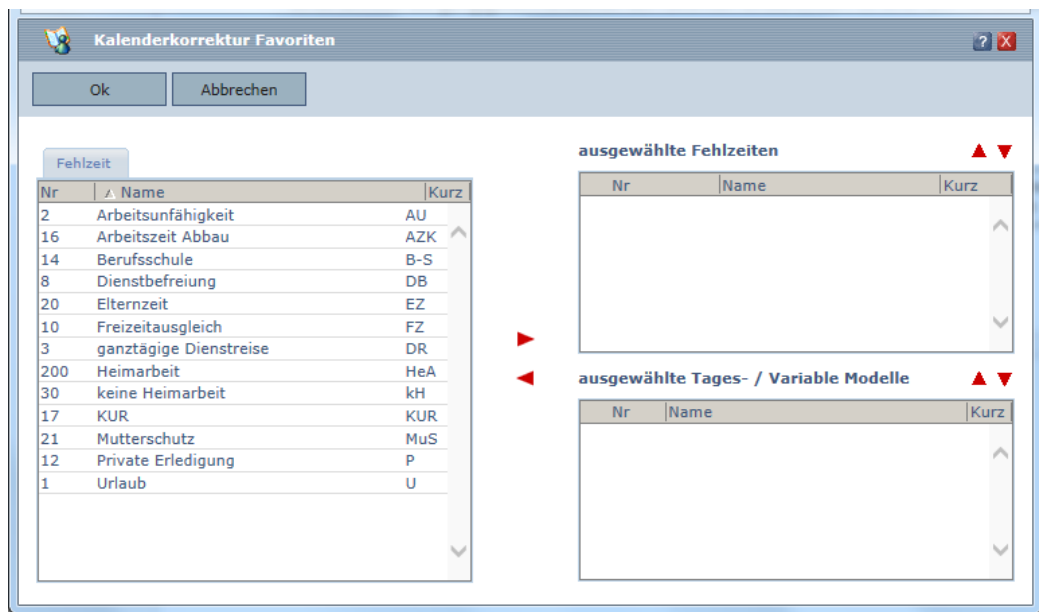 Kalenderkorrektur Favoriten
?
X
Ok Abbrechen
Fehlzeit
Nr Name Kurz
2 Arbeitsunfähigkeit AU
16 Arbeitszeit Abbau AZK
14 Berufsschule B-S
8 Dienstbefreiung DB
20 Elternzeit EZ
10 Freizeitausgleich FZ
3 ganztägige Dienstreise DR
200 Heimarbeit HeA
30 keine Heimarbeit kH
17 KUR KUR
21 Mutterschutz MuS
12 Private Erledigung P
1 Urlaub U
ausgewählte Fehlzeiten
Nr Name Kurz
ausgewählte Tages- / Variable Modelle
Nr Name Kurz